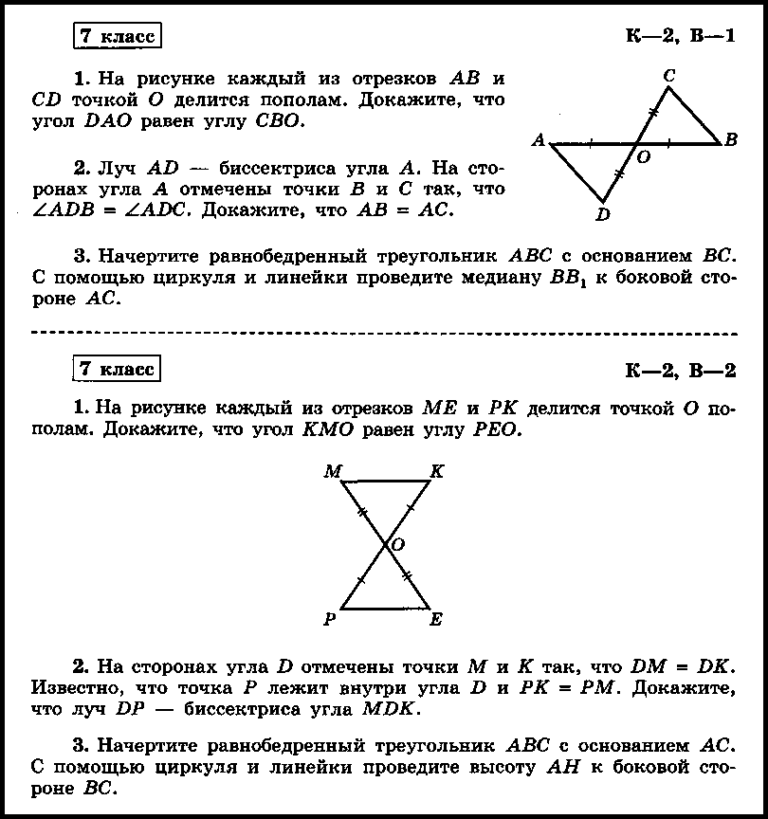 7 класс
К—2, В—1
1. На рисунке каждый из отрезков AB и
CD точкой O делится пополам. Докажите, что
угол DAO равен углу CBO.
C
A
B
O
D
2. Луч AD — биссектриса угла A. На сто-
ронах угла A отмечены точки B и C так, что
∠ADB = ∠ADC. Докажите, что AB = AC.
3. Начертите равнобедренный треугольник ABC с основанием BC.
С помощью циркуля и линейки проведите медиану BB₁ к боковой сто-
роне AC.
7 класс
К—2, В—2
1. На рисунке каждый из отрезков ME и PK делится точкой O по-
полам. Докажите, что угол KMO равен углу PEO.
M
K
O
P
E
2. На сторонах угла D отмечены точки M и K так, что DM = DK.
Известно, что точка P лежит внутри угла D и PK = PM. Докажите,
что луч DP — биссектриса угла MDK.
3. Начертите равнобедренный треугольник ABC с основанием AC.
С помощью циркуля и линейки проведите высоту AH к боковой сто-
роне BC.